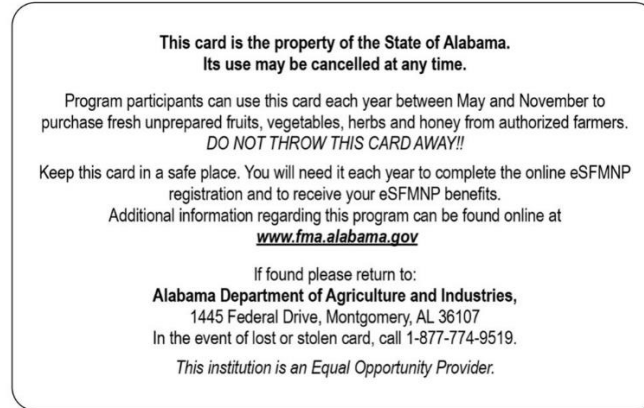 This card is the property of the State of Alabama.
Its use may be cancelled at any time.
Program participants can use this card each year between May and November to
purchase fresh unprepared fruits, vegetables, herbs and honey from authorized farmers.
DO NOT THROW THIS CARD AWAY!!
Keep this card in a safe place. You will need it each year to complete the online eSFMNP
registration and to receive your eSFMNP benefits.
Additional information regarding this program can be found online at
www.fma.alabama.gov
If found please return to:
Alabama Department of Agriculture and Industries,
1445 Federal Drive, Montgomery, AL 36107
In the event of lost or stolen card, call 1-877-774-9519.
This institution is an Equal Opportunity Provider.